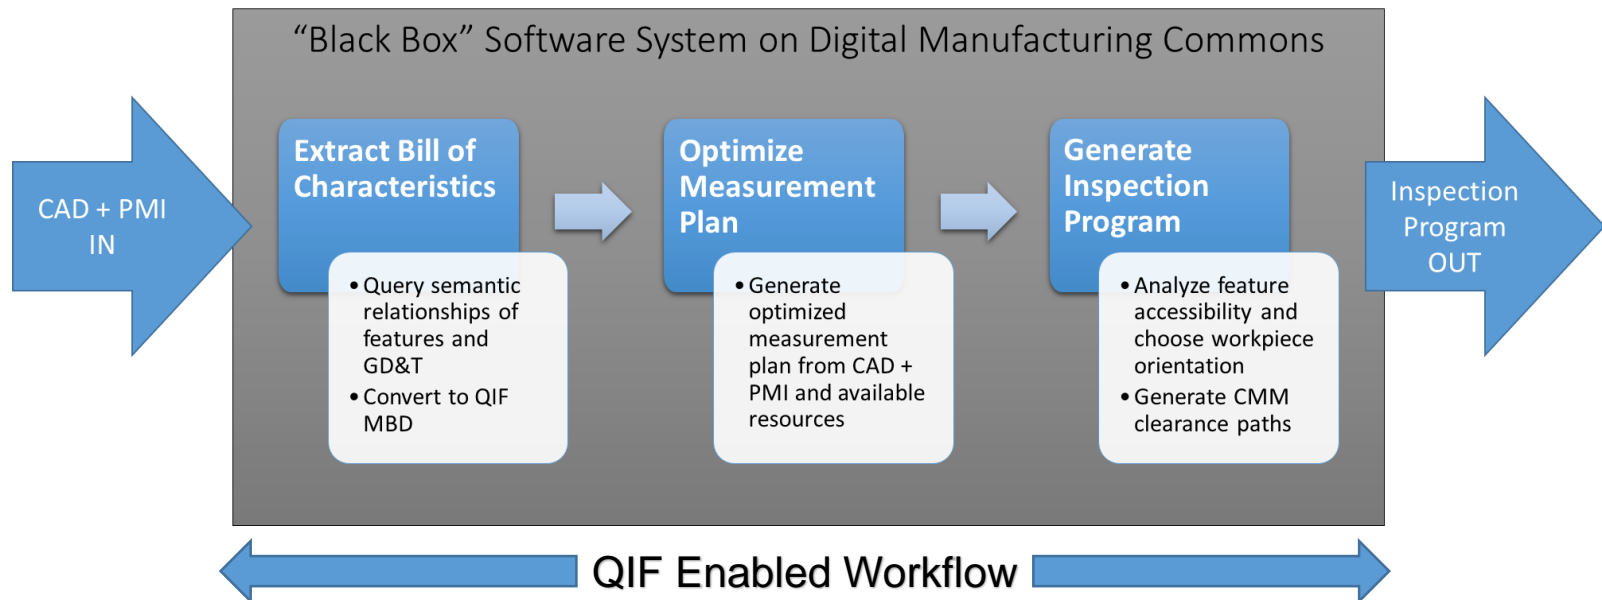 “Black Box” Software System on Digital Manufacturing Commons
CAD + PMI
IN
Extract Bill of
Characteristics
• Query semantic
relationships of
features and
GD&T
• Convert to QIF
MBD
Optimize
Measurement
Plan
• Generate
optimized
measurement
plan from CAD +
PMI and available
resources
Generate
Inspection
Program
• Analyze feature
accessibility and
choose workpiece
orientation
• Generate CMM
clearance paths
Inspection
Program
OUT
QIF Enabled Workflow